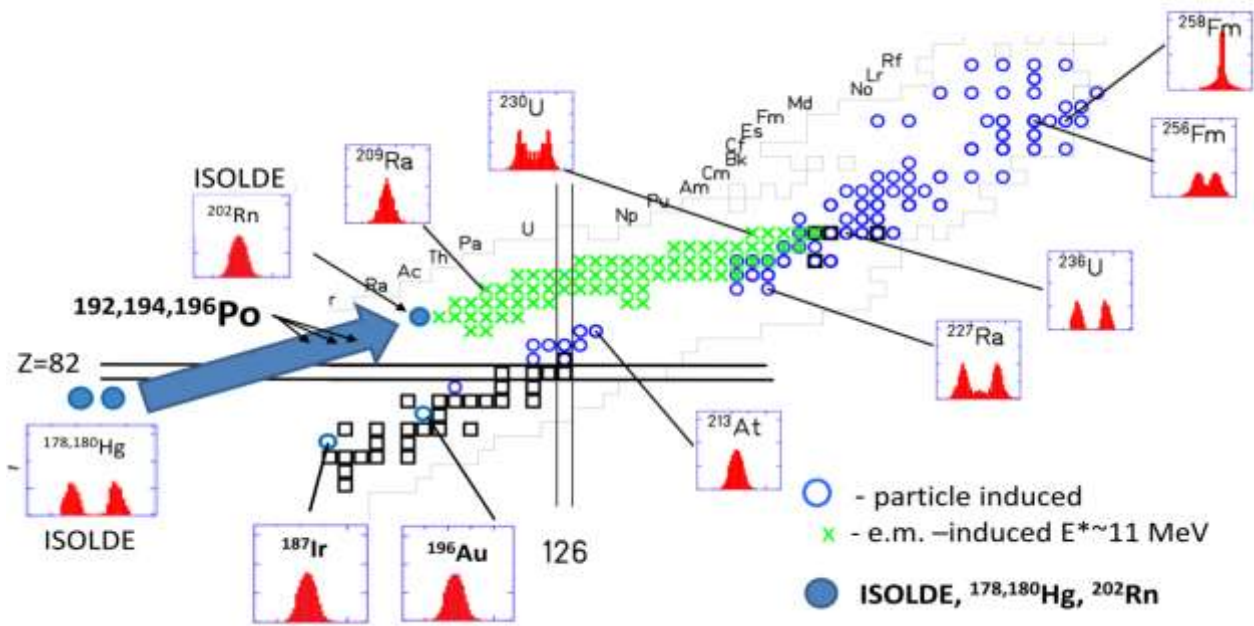 258Fm
Rf
Lr
No
230U
Md
Fm
Es
Cf
Bk
256Fm
Cm
Am
209Ra
Pu
ISOLDE
Np
202Rn
U
Pa
Th
Ac
236U
Ra
r
192,194,196Po
227Ra
Z=82
213At
178,180Hg
- particle induced
ISOLDE
187Ir
196Au
126
x - e.m. –induced E*~11 MeV
ISOLDE, 178,180Hg, 202Rn